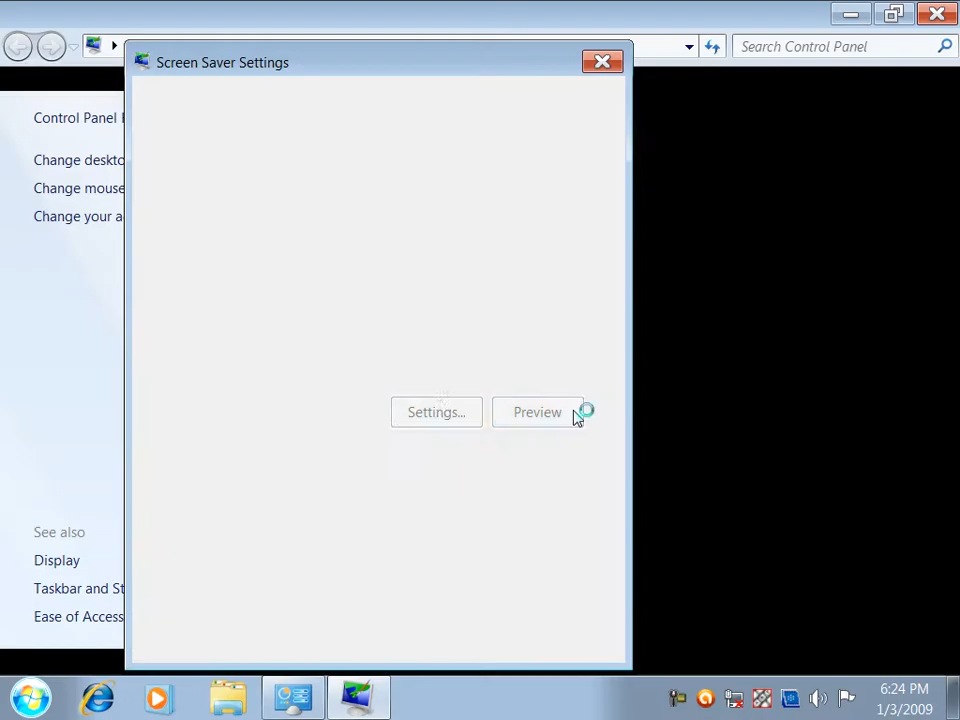 Search Control Panel
Screen Saver Settings
Control Panel
Change deskto
Change mouse
Change your a
Settings...
Preview
See also
Display
Taskbar and St
Ease of Access
6:24 PM
1/3/2009